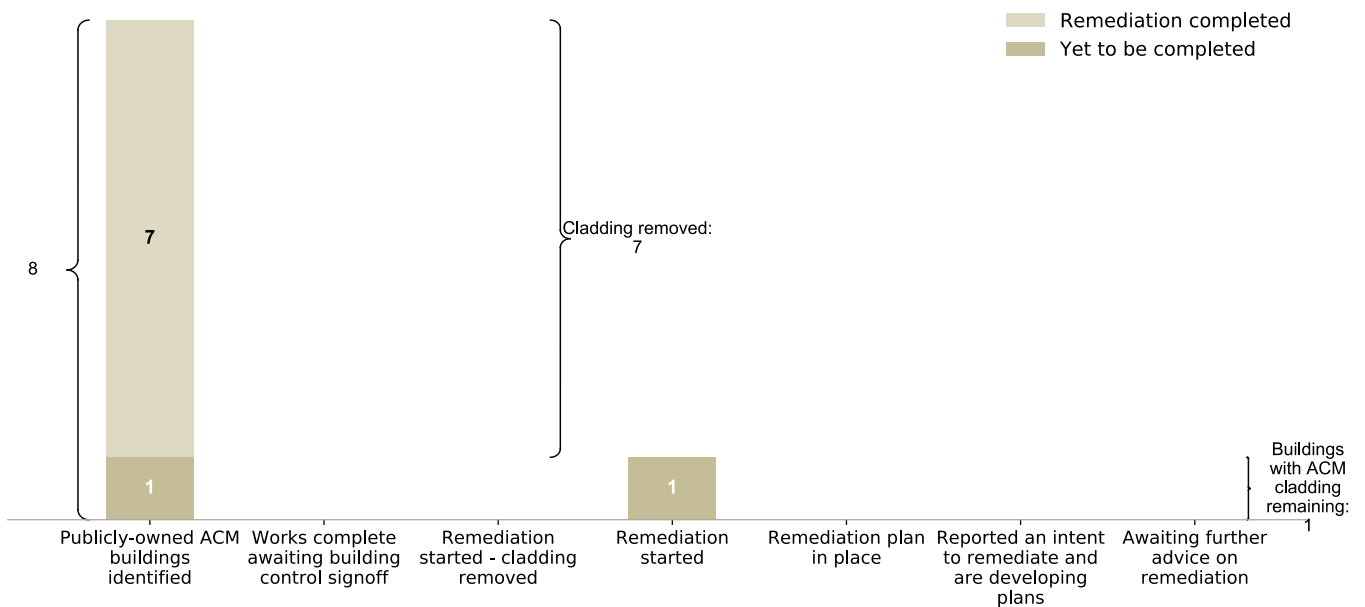 Remediation completed
Yet to be completed
7
Cladding removed:
7
8
Buildings
with ACM
cladding
remaining:
1
1
1
Publicly-owned ACM
buildings
identified
Works complete
awaiting building
control signoff
Remediation
started - cladding
removed
Remediation
started
Remediation plan
in place
Reported an intent
to remediate and
are developing
plans
Awaiting further
advice on
remediation